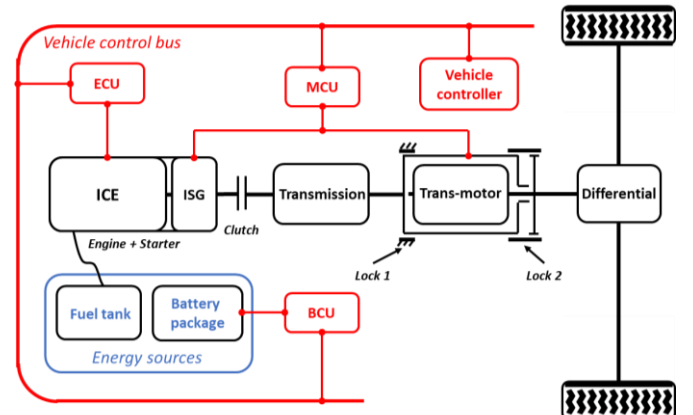 Vehicle control bus
ECU
MCU
Vehicle
controller
ICE
ISG
Transmission
Trans-motor
Differential
Clutch
Engine + Starter
Lock 1
Lock 2
Fuel tank
Battery
package
BCU
Energy sources